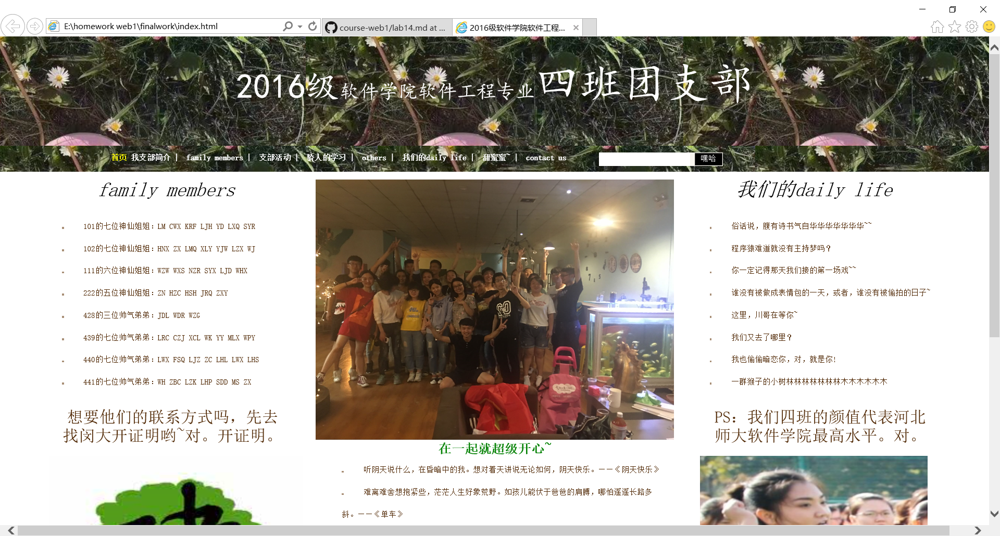 E:\homework web1\finalwork\index.html
course-web1/lab14.md at ...
2016级软件学院软件工程...
2016级软件学院软件工程专业四班团支部
首页 我支部简介 | family members | 支部活动 | 骄人的学习 | others | 我们的daily life | 甜蜜蜜~ | contact us
嘿哈
family members
101的七位神仙姐姐：LM CWX KRF LJH YD LXQ SYR
102的七位神仙姐姐：HNX ZX LMQ XLY YJW LZX WJ
111的六位神仙姐姐：WZW WXS NZR SYX LJD WHX
222的五位神仙姐姐：ZN HZC HSH JRQ ZXY
428的三位帅气弟弟：JDL WDR WZG
439的七位帅气弟弟：LRC CZJ XCL WK YY MLX WPY
440的七位帅气弟弟：LWX FSQ LJZ ZC LHL LWX LHS
441的七位帅气弟弟：WH ZBC LZK LHP SDD MS ZX
想要他们的联系方式吗，先去
找闵大开证明哟~对。开证明。
在一起就超级开心~
听阴天说什么，在昏暗中的我。想对着天讲说无论如何，阴天快乐。——《阴天快乐》
难离难舍想抱紧些，茫茫人生好象荒野。如孩儿能伏于爸爸的肩膊，哪怕遥遥长路多
斜。——《单车》
我们的daily life
俗话说，腹有诗书气自华华华华华华华~~
程序猿难道就没有主持梦吗？
你一定记得那天我们接的第一场戏~~
谁没有被做成表情包的一天，或者，谁没有被偷拍的日子~
这里，川哥在等你~
我们又去了哪里？
我也偷偷暗恋你，对，就是你!
一群猴子的小树林林林林林林林木木木木木木
PS：我们四班的颜值代表河北
师大软件学院最高水平。对。